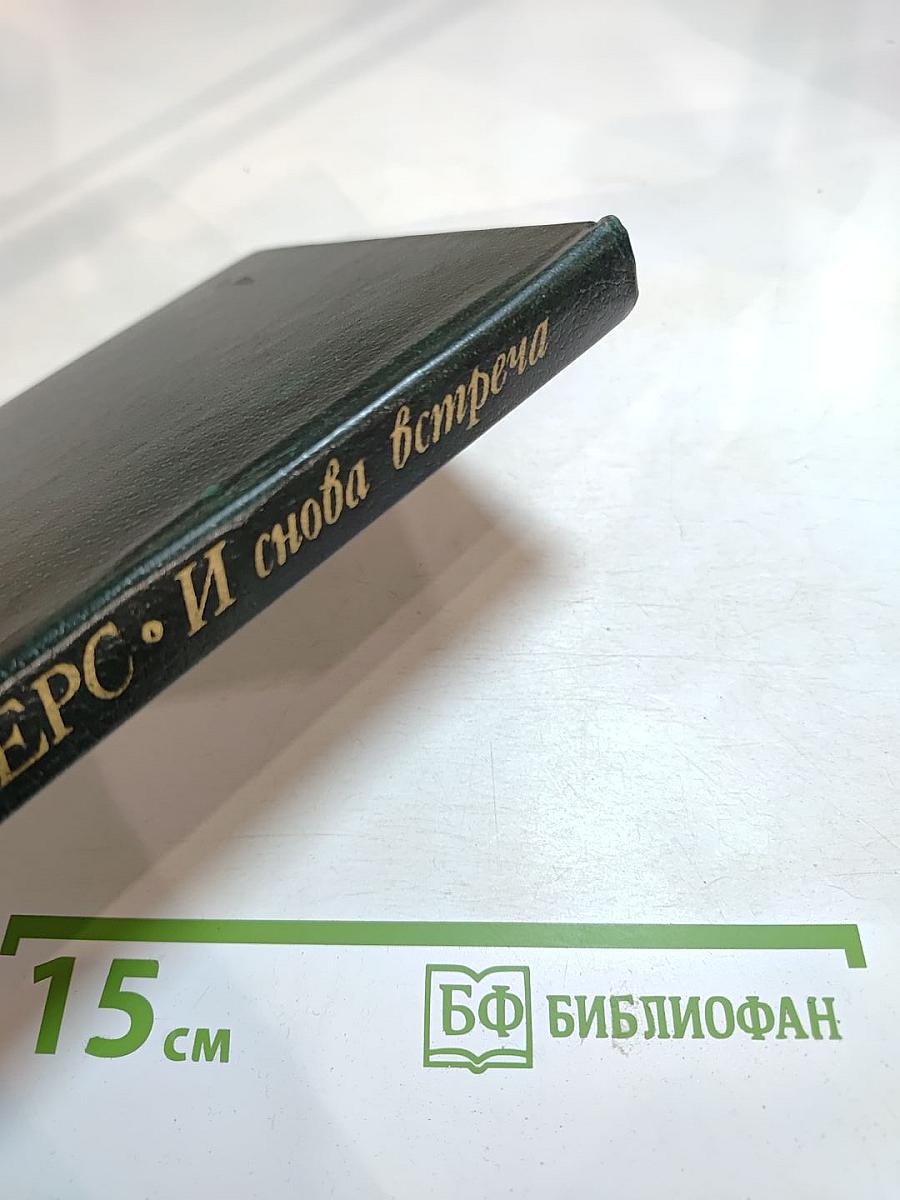 ЕРС • И снова встреча
15 см
БФ БИБЛИОФАН